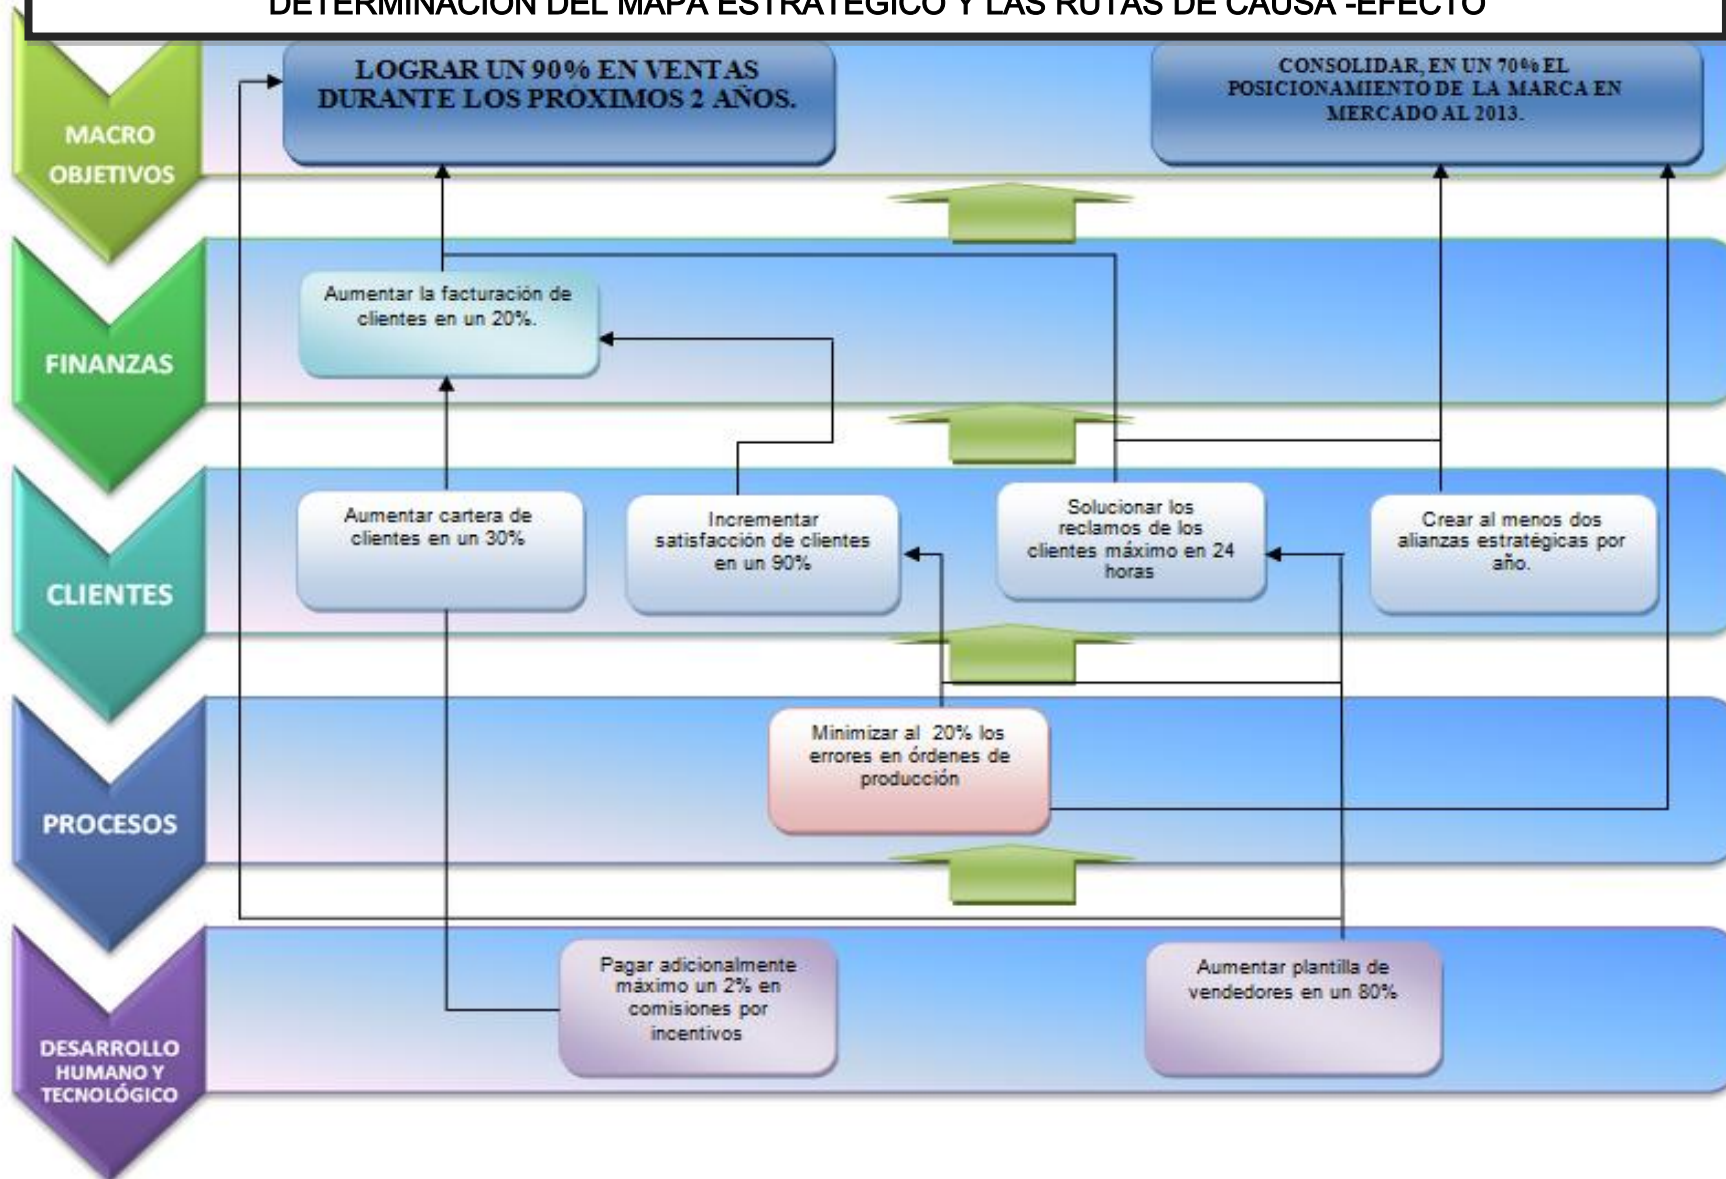 DETERMINACIÓN DEL MAPA ESTRATÉGICO Y LAS RUTAS DE CAUSA -EFECTO
MACRO
OBJETIVOS
LOGRAR UN 90% EN VENTAS
DURANTE LOS PRÓXIMOS 2 AÑOS.
CONSOLIDAR, EN UN 70% EL
POSICIONAMIENTO DE LA MARCA EN
MERCADO AL 2013.
FINANZAS
Aumentar la facturación de
clientes en un 20%.
CLIENTES
Aumentar cartera de
clientes en un 30%
Incrementar
satisfacción de clientes
en un 90%
Solucionar los
reclamos de los
clientes máximo en 24
horas
Crear al menos dos
alianzas estratégicas por
año.
PROCESOS
Minimizar al 20% los
errores en órdenes de
producción
DESARROLLO
HUMANO Y
TECNOLÓGICO
Pagar adicionalmente
máximo un 2% en
comisiones por
incentivos
Aumentar plantilla de
vendedores en un 80%